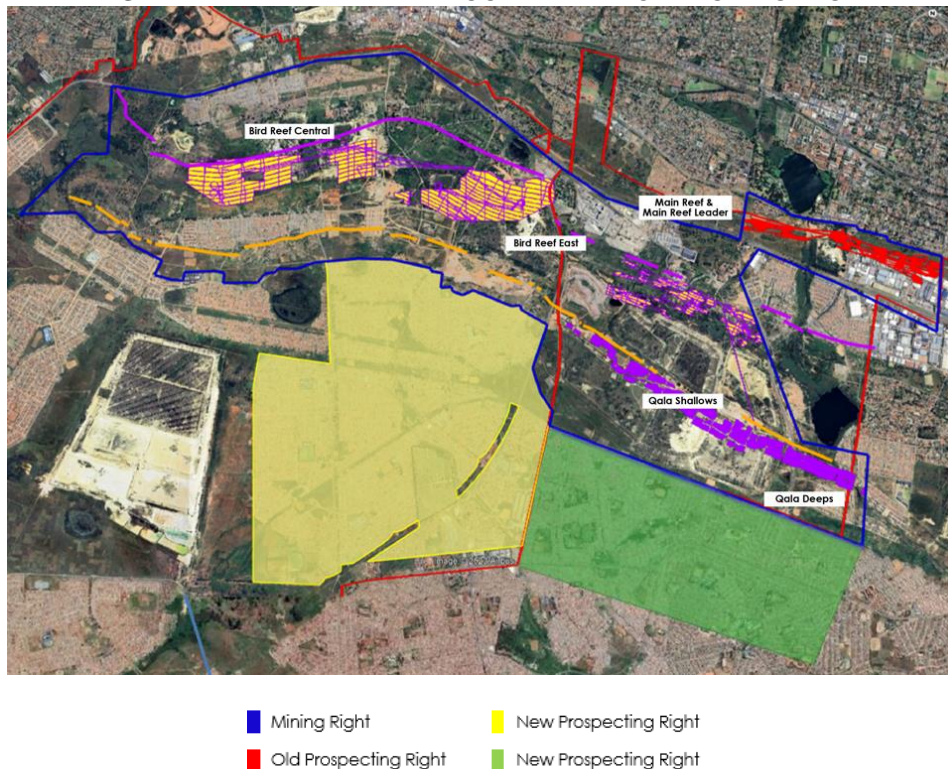 Bird Reef Central
Main Reef &
Main Reef Leader
Bird Reef East
Qala Shallows
Qala Deeps
Mining Right
New Prospecting Right
Old Prospecting Right
New Prospecting Right